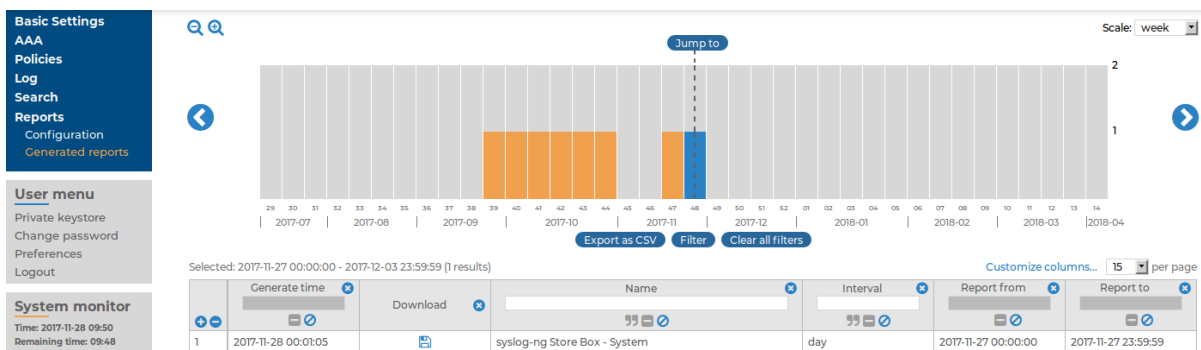 Basic Settings
AAA
Policies
Log
Search
Reports
Configuration
Generated reports
User menu
Private keystore
Change password
Preferences
Logout
System monitor
Time: 2017-11-28 09:50
Remaining time: 09:48
Scale: week
Jump to
2
1
29 30 31 32 33 34 35 36 37 38 39 40 41 42 43 44 45 46 47 48 49 50 51 52 01 02 03 04 05 06 07 08 09 10 11 12 13 14
2017-07 2017-08 2017-09 2017-10 2017-11 2017-12 2018-01 2018-02 2018-03 2018-04
Export as CSV Filter Clear all filters
Selected: 2017-11-27 00:00:00 - 2017-12-03 23:59:59 (1 results)
Customize columns... 15 per page
Generate time Download Name Interval Report from Report to
1 2017-11-28 00:01:05 syslog-ng Store Box - System day 2017-11-27 00:00:00 2017-11-27 23:59:59